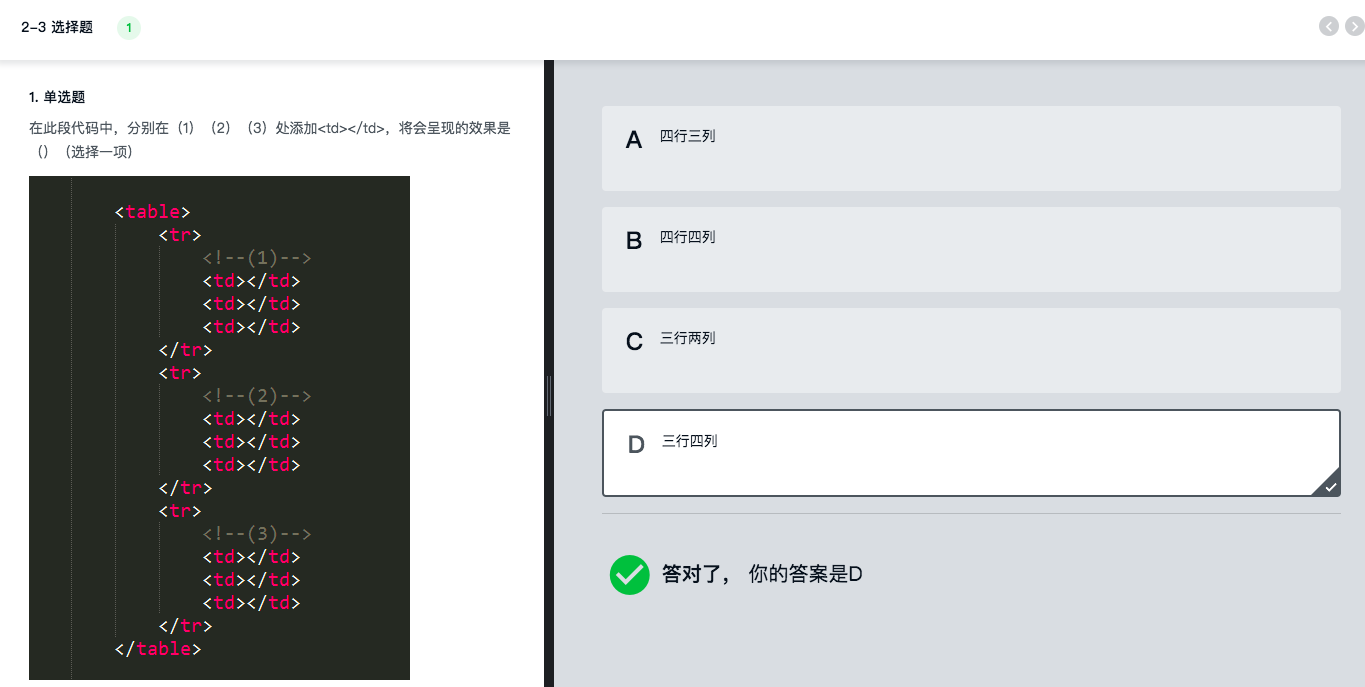 2-3 选择题 1
1. 单选题
在此段代码中，分别在（1）（2）（3）处添加<td></td>，将会呈现的效果是
（）（选择一项）
<table>
<tr>
<!--(1)-->
<td></td>
<td></td>
<td></td>
</tr>
<tr>
<!--(2)-->
<td></td>
<td></td>
<td></td>
</tr>
<tr>
<!--(3)-->
<td></td>
<td></td>
<td></td>
</tr>
</table>
A 四行三列
B 四行四列
C 三行两列
D 三行四列
答对了， 你的答案是D